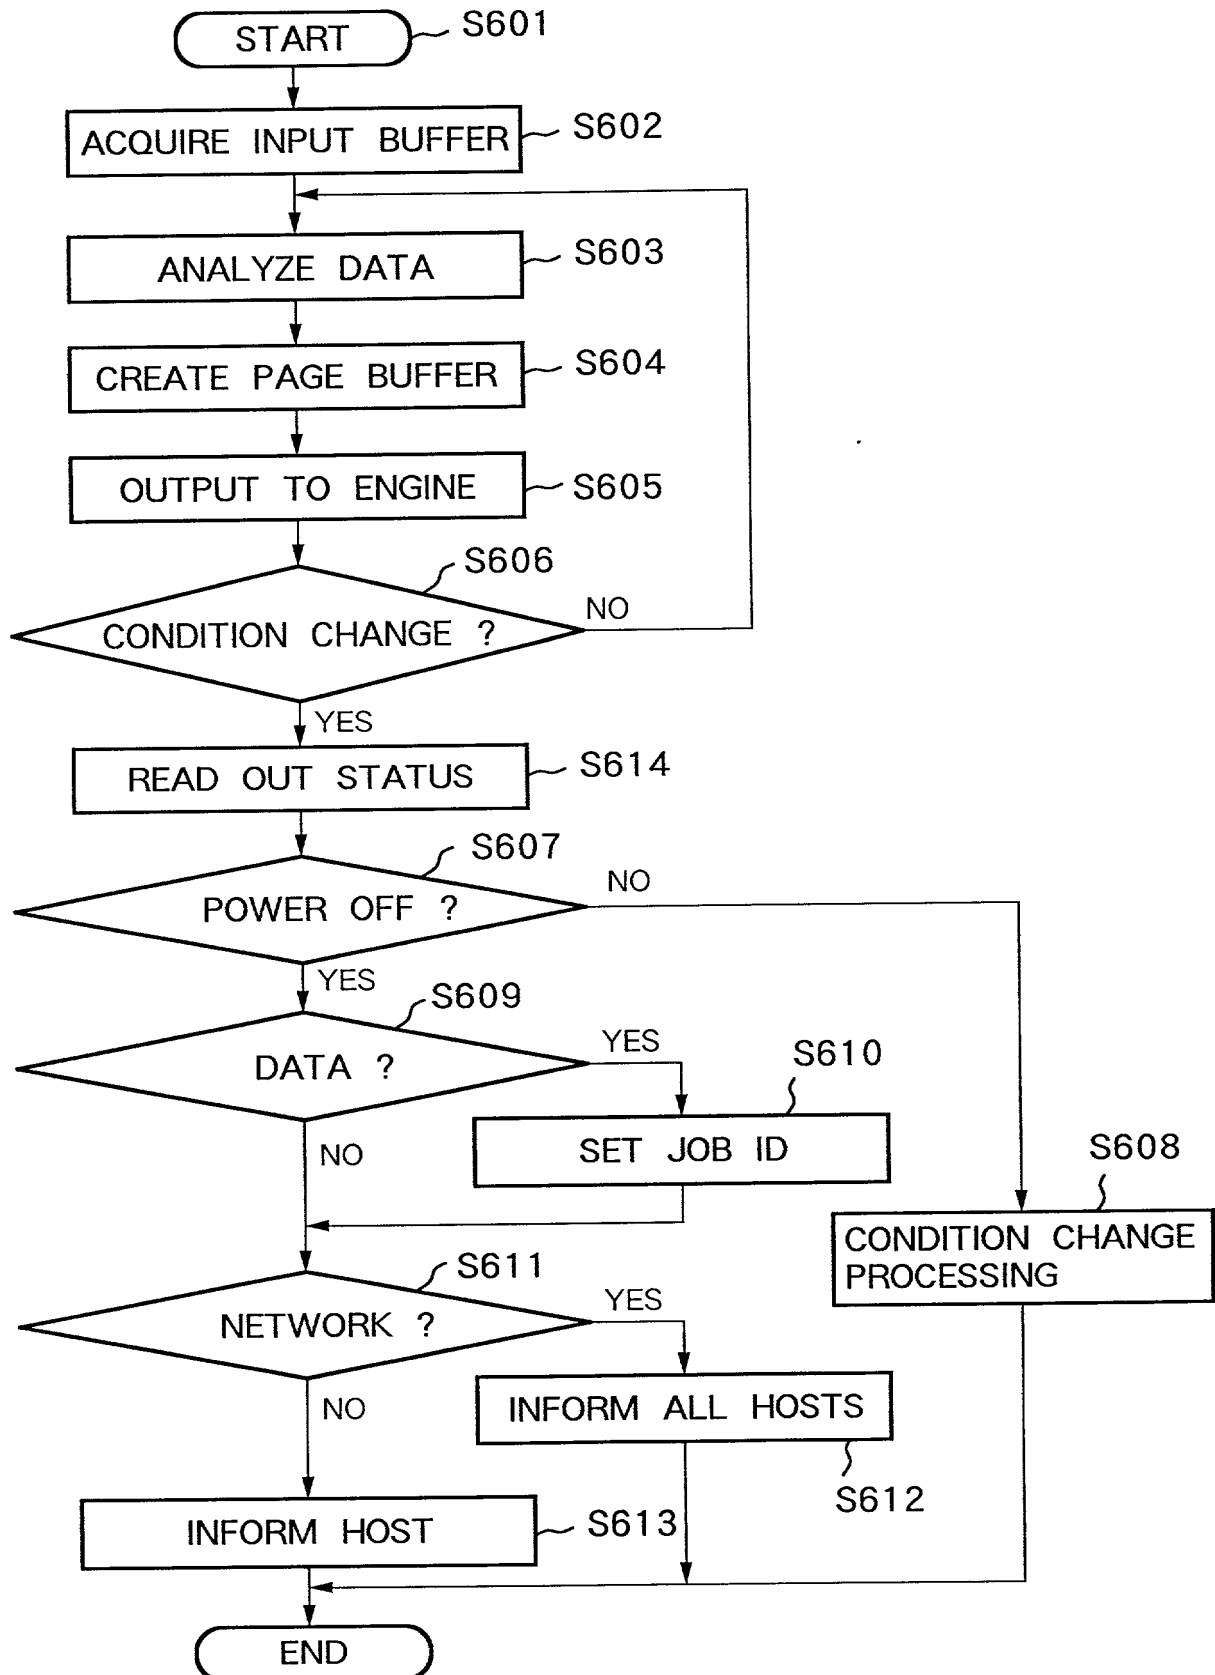 START
S601
ACQUIRE INPUT BUFFER
S602
ANALYZE DATA
S603
CREATE PAGE BUFFER
S604
OUTPUT TO ENGINE
S605
S606
CONDITION CHANGE ?
NO
YES
READ OUT STATUS
S614
S607
POWER OFF ?
NO
YES
S609
DATA ?
YES
S610
NO
SET JOB ID
S608
CONDITION CHANGE
PROCESSING
S611
NETWORK ?
YES
NO
INFORM ALL HOSTS
S612
INFORM HOST
S613
END